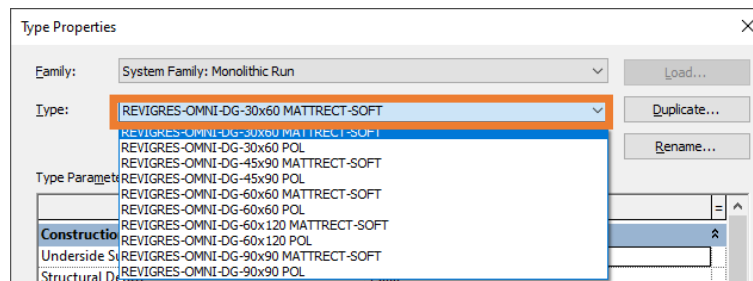 Type Properties
Family: System Family: Monolithic Run Load...
Type: REVIGRES-OMNI-DG-30x60 MATTRECT-SOFT Duplicate...
REVIGRES-OMNI-DG-30x60 MATTRECT-SOFT
REVIGRES-OMNI-DG-30x60 POL Rename...
REVIGRES-OMNI-DG-45x90 MATTRECT-SOFT
Type Paramete REVIGRES-OMNI-DG-45x90 POL
REVIGRES-OMNI-DG-60x60 MATTRECT-SOFT
REVIGRES-OMNI-DG-60x60 POL =
REVIGRES-OMNI-DG-60x120 MATTRECT-SOFT
Constructio REVIGRES-OMNI-DG-60x120 POL
Underside Su REVIGRES-OMNI-DG-90x90 MATTRECT-SOFT
Structural D REVIGRES-OMNI-DG-90x90 POL